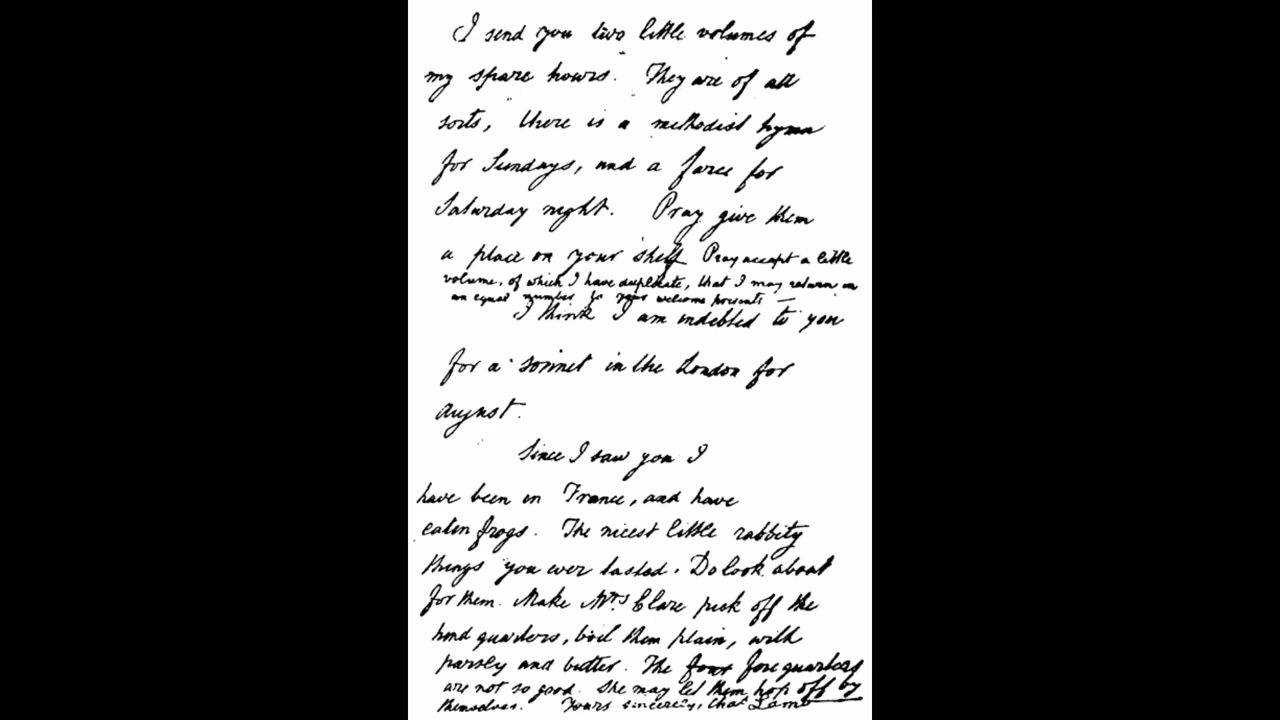 I send you two little volumes of
my spare hours. They are of all
sorts, there is a methodist hymn
for Sundays, and a farce for
Saturday night. Pray give them
a place on your shelf. Pray accept a little
volume, of which I have duplicate, that I may return in
an equal number to your welcome presents —
I think I am indebted to you
for a sonnet in the London for
August.
Since I saw you I
have been in France, and have
eaten frogs. The nicest little rabbity
things you ever tasted. Do look about
for them. Make Mrs Clare pick off the
hind quarters, boil them plain, with
parsly and butter. The four fore quarters
are not so good. She may let them hop off by
themselves. Yours sincerely, Chas Lamb